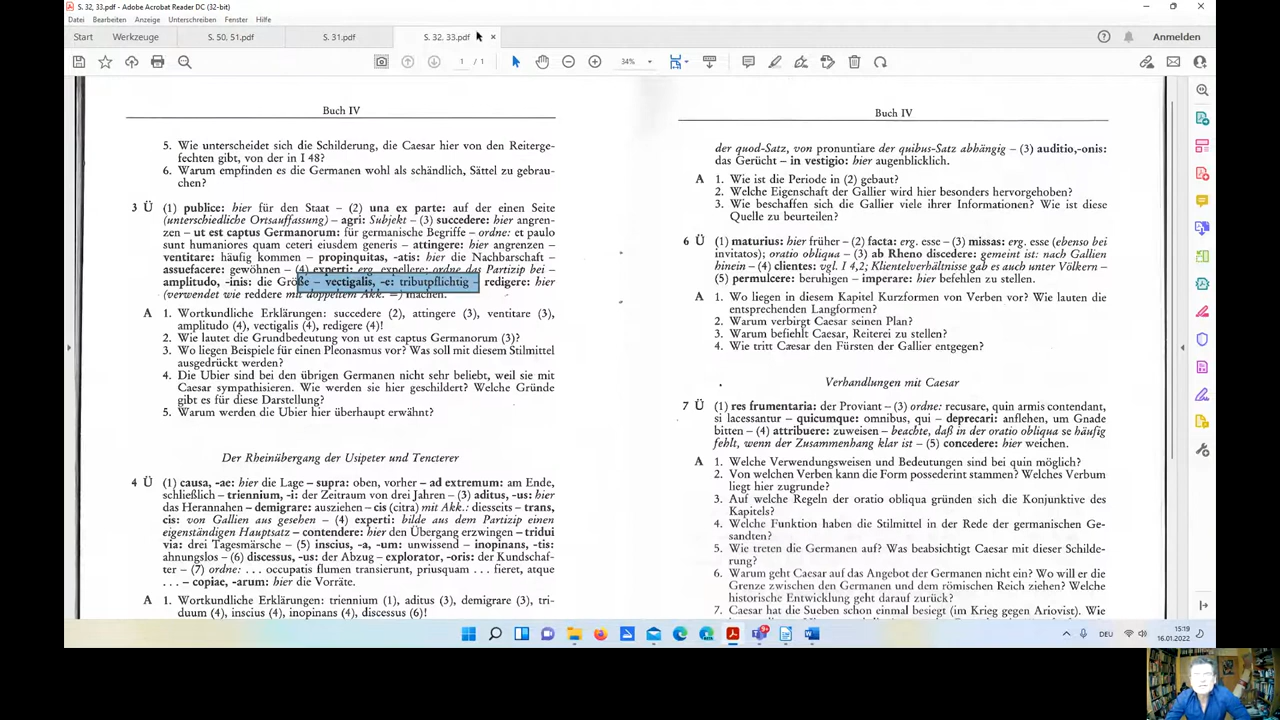 S. 32, 33.pdf - Adobe Acrobat Reader DC (32-bit)
Datei Bearbeiten Anzeige Unterschreiben Fenster Hilfe
Start Werkzeuge S. 50, 51.pdf S. 31.pdf S. 32, 33.pdf × Anmelden
1 / 1 34%
Buch IV
5. Wie unterscheidet sich die Schilderung, die Caesar hier von den Reiterge-
fechten gibt, von der in I 48?
6. Warum empfinden es die Germanen wohl als schändlich, Sättel zu gebrau-
chen?
3 Ü (1) publice: hier für den Staat – (2) una ex parte: auf der einen Seite
(unterschiedliche Ortsauffassung) – agri: Subjekt – (3) succedere: hier angren-
zen – ut est captus Germanorum: für germanische Begriffe – ordne: et paulo
sunt humaniores quam ceteri eiusdem generis – attingere: hier angrenzen –
ventitare: häufig kommen – propinquitas, -atis: hier die Nachbarschaft –
assuefacere: gewöhnen – (4) experti: erg. expellere; ordne das Partizip bei –
amplitudo, -inis: die Größe – vectigalis, -e: tributpflichtig – redigere: hier
(verwendet wie reddere mit doppeltem Akk. =) machen.
A 1. Wortkundliche Erklärungen: succedere (2), attingere (3), ventitare (3),
amplitudo (4), vectigalis (4), redigere (4)!
2. Wie lautet die Grundbedeutung von ut est captus Germanorum (3)?
3. Wo liegen Beispiele für einen Pleonasmus vor? Was soll mit diesem Stilmittel
ausgedrückt werden?
4. Die Ubier sind bei den übrigen Germanen nicht sehr beliebt, weil sie mit
Caesar sympathisieren. Wie werden sie hier geschildert? Welche Gründe
gibt es für diese Darstellung?
5. Warum werden die Ubier hier überhaupt erwähnt?
Der Rheinübergang der Usipeter und Tencterer
4 Ü (1) causa, -ae: hier die Lage – supra: oben, vorher – ad extremum: am Ende,
schließlich – triennium, -i: der Zeitraum von drei Jahren – (3) aditus, -us: hier
das Herannahen – demigrare: ausziehen – cis (citra) mit Akk.: diesseits – trans,
cis: von Gallien aus gesehen – (4) experti: bilde aus dem Partizip einen
eigenständigen Hauptsatz – contendere: hier den Übergang erzwingen – tridui
via: drei Tagesmärsche – (5) inscius, -a, -um: unwissend – inopinans, -tis:
ahnungslos – (6) discessus, -us: der Abzug – explorator, -oris: der Kundschaf-
ter – (7) ordne: . . . occupatis flumen transierunt, priusquam . . . fieret, atque
. . . – copiae, -arum: hier die Vorräte.
A 1. Wortkundliche Erklärungen: triennium (1), aditus (3), demigrare (3), tri-
duum (4), inscius (4), inopinans (4), discessus (6)!
Buch IV
der quod-Satz, von pronuntiare der quibus-Satz abhängig – (3) auditio,-onis:
das Gerücht – in vestigio: hier augenblicklich.
A 1. Wie ist die Periode in (2) gebaut?
2. Welche Eigenschaft der Gallier wird hier besonders hervorgehoben?
3. Wie beschaffen sich die Gallier viele ihrer Informationen? Wie ist diese
Quelle zu beurteilen?
6 Ü (1) maturius: hier früher – (2) facta: erg. esse – (3) missas: erg. esse (ebenso bei
invitatos); oratio obliqua – (3) ab Rheno discedere: gemeint ist: nach Gallien
hinein – (4) clientes: vgl. I 4,2; Klientelverhältnisse gab es auch unter Völkern –
(5) permulcere: beruhigen – imperare: hier befehlen zu stellen.
A 1. Wo liegen in diesem Kapitel Kurzformen von Verben vor? Wie lauten die
entsprechenden Langformen?
2. Warum verbirgt Caesar seinen Plan?
3. Warum befiehlt Caesar, Reiterei zu stellen?
4. Wie tritt Caesar den Fürsten der Gallier entgegen?
Verhandlungen mit Caesar
7 Ü (1) res frumentaria: der Proviant – (3) ordne: recusare, quin armis contendant,
si lacessantur – quicumque: omnibus, qui – deprecari: anflehen, um Gnade
bitten – (4) attribuere: zuweisen – beachte, daß in der oratio obliqua se häufig
fehlt, wenn der Zusammenhang klar ist – (5) concedere: hier weichen.
A 1. Welche Verwendungsweisen und Bedeutungen sind bei quin möglich?
2. Von welchen Verben kann die Form possederint stammen? Welches Verbum
liegt hier zugrunde?
3. Auf welche Regeln der oratio obliqua gründen sich die Konjunktive des
Kapitels?
4. Welche Funktion haben die Stilmittel in der Rede der germanischen Ge-
sandten?
5. Wie treten die Germanen auf? Was beabsichtigt Caesar mit dieser Schilde-
rung?
6. Warum geht Caesar auf das Angebot der Germanen nicht ein? Wo will er die
Grenze zwischen den Germanen und dem römischen Reich ziehen? Welche
historische Entwicklung geht darauf zurück?
7. Caesar hat die Sueben schon einmal besiegt (im Krieg gegen Ariovist). Wie
DEU 15:19
16.01.2022